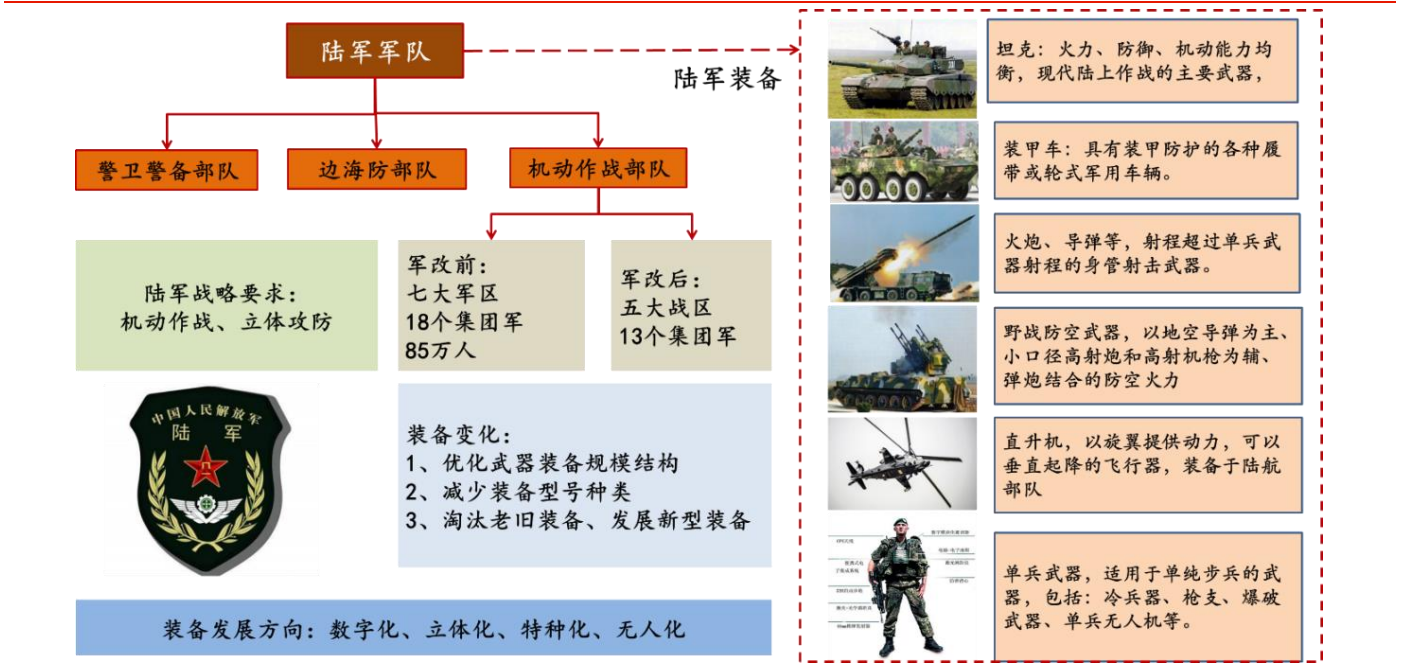 陆军军队
陆军装备
警卫警备部队
边海防部队
机动作战部队
陆军战略要求：
机动作战、立体攻防
军改前：
七大军区
18个集团军
85万人
军改后：
五大战区
13个集团军
中国人民解放军
陆 军
装备变化：
1、优化武器装备规模结构
2、减少装备型号种类
3、淘汰老旧装备、发展新型装备
装备发展方向：数字化、立体化、特种化、无人化
坦克：火力、防御、机动能力均
衡，现代陆上作战的主要武器，
装甲车：具有装甲防护的各种履
带或轮式军用车辆。
火炮、导弹等，射程超过单兵武
器射程的身管射击武器。
野战防空武器，以地空导弹为主、
小口径高射炮和高射机枪为辅、
弹炮结合的防空火力
直升机，以旋翼提供动力，可以
垂直起降的飞行器，装备于陆航
部队
单兵武器，适用于单纯步兵的武
器，包括：冷兵器、枪支、爆破
武器、单兵无人机等。